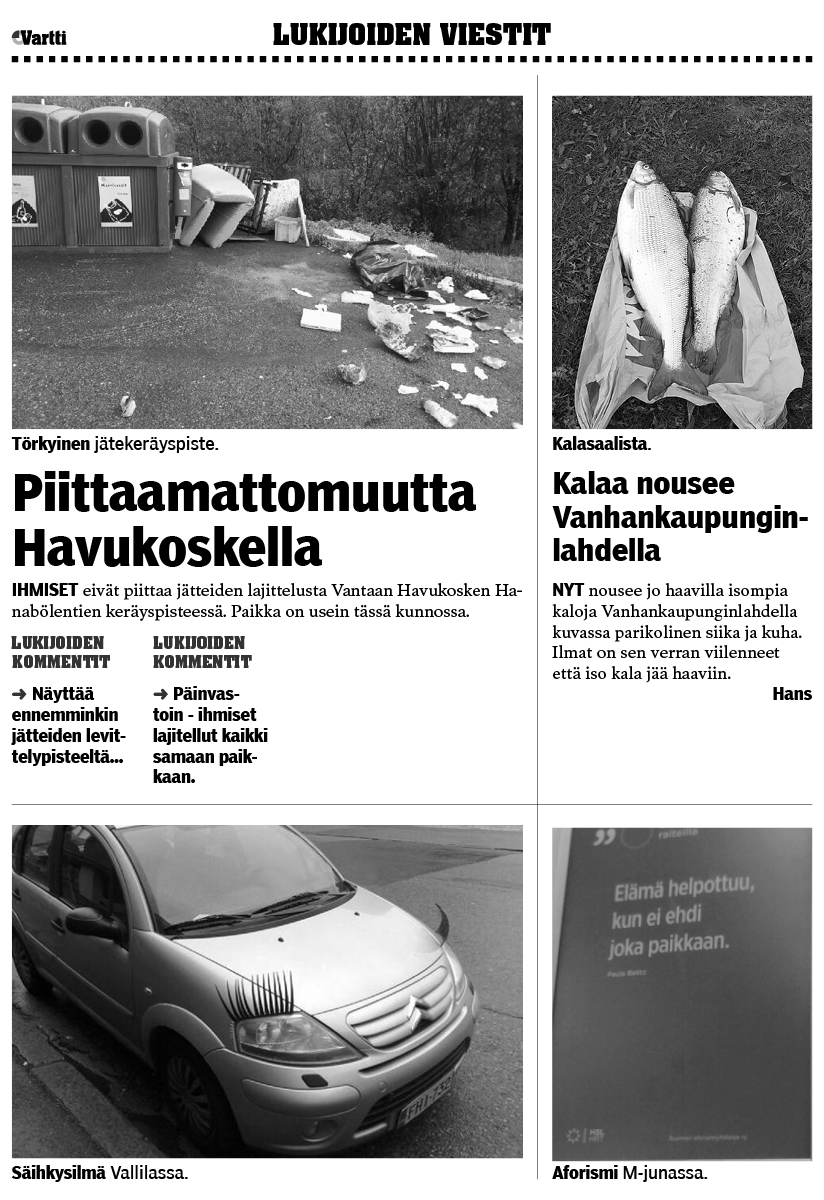 Vartti
LUKIJOIDEN VIESTIT
Törkyinen jätekeräyspiste.
Piittaamattomuutta
Havukoskella
IHMISET eivät piittaa jätteiden lajittelusta Vantaan Havukosken Ha-
nabölentien keräyspisteessä. Paikka on usein tässä kunnossa.
LUKIJOIDEN
KOMMENTIT
➔ Näyttää
ennemminkin
jätteiden levit-
telypisteeltä...
LUKIJOIDEN
KOMMENTIT
➔ Päinvas-
toin - ihmiset
lajitellut kaikki
samaan paik-
kaan.
Kalasaalista.
Kalaa nousee
Vanhankaupungin-
lahdella
NYT nousee jo haavilla isompia
kaloja Vanhankaupunginlahdella
kuvassa parikolinen siika ja kuha.
Ilmat on sen verran viilenneet
että iso kala jää haaviin.
Hans
Säihkysilmä Vallilassa.
raiteilla
Elämä helpottuu,
kun ei ehdi
joka paikkaan.
HSL
Aforismi M-junassa.